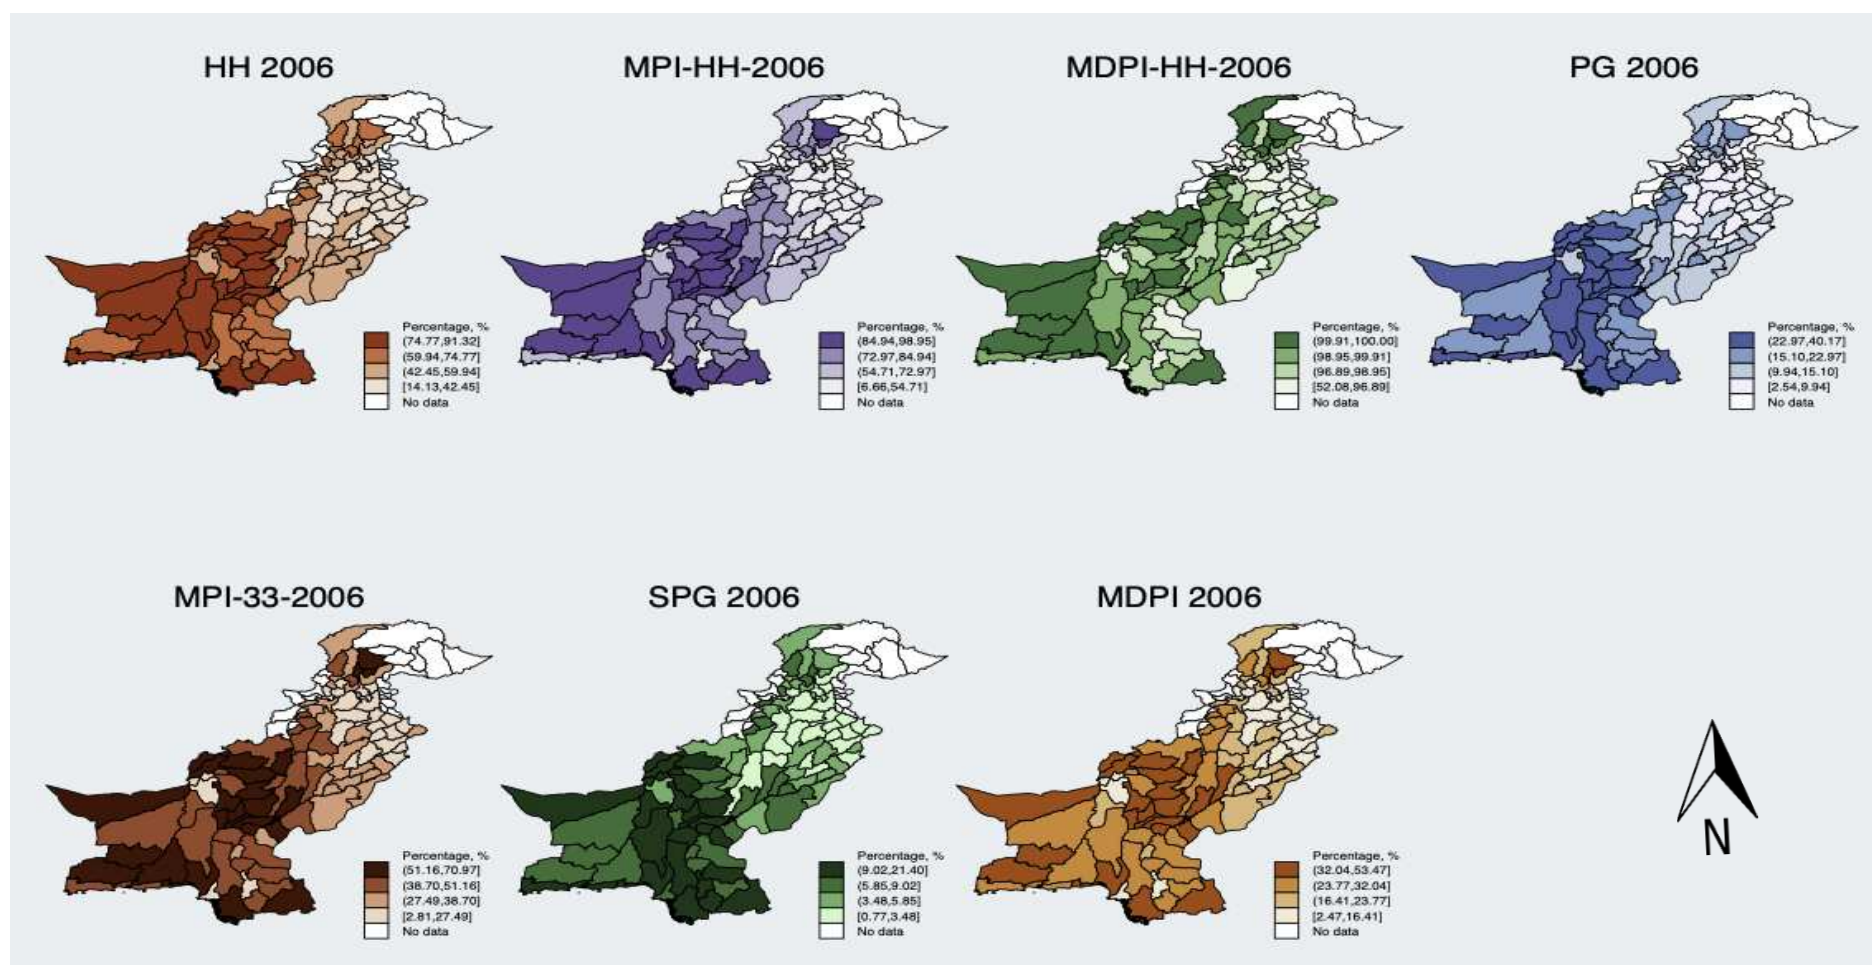 HH 2006
MPI-HH-2006
MDPI-HH-2006
PG 2006
Percentage, %
(74.77,91.32]
(59.94,74.77]
(42.45,59.94]
[14.13,42.45]
No data
Percentage, %
(84.94,98.95]
(72.97,84.94]
(54.71,72.97]
[6.66,54.71]
No data
Percentage, %
(99.91,100.00]
(98.95,99.91]
(96.89,98.95]
[52.08,96.89]
No data
Percentage, %
(22.97,40.17]
(15.10,22.97]
(9.94,15.10]
[2.54,9.94]
No data
MPI-33-2006
SPG 2006
MDPI 2006
Percentage, %
(51.16,70.97]
(38.70,51.16]
(27.49,38.70]
[2.81,27.49]
No data
Percentage, %
(9.02,21.40]
(5.85,9.02]
(3.48,5.85]
[0.77,3.48]
No data
Percentage, %
(32.04,53.47]
(23.77,32.04]
(16.41,23.77]
[2.47,16.41]
No data
N